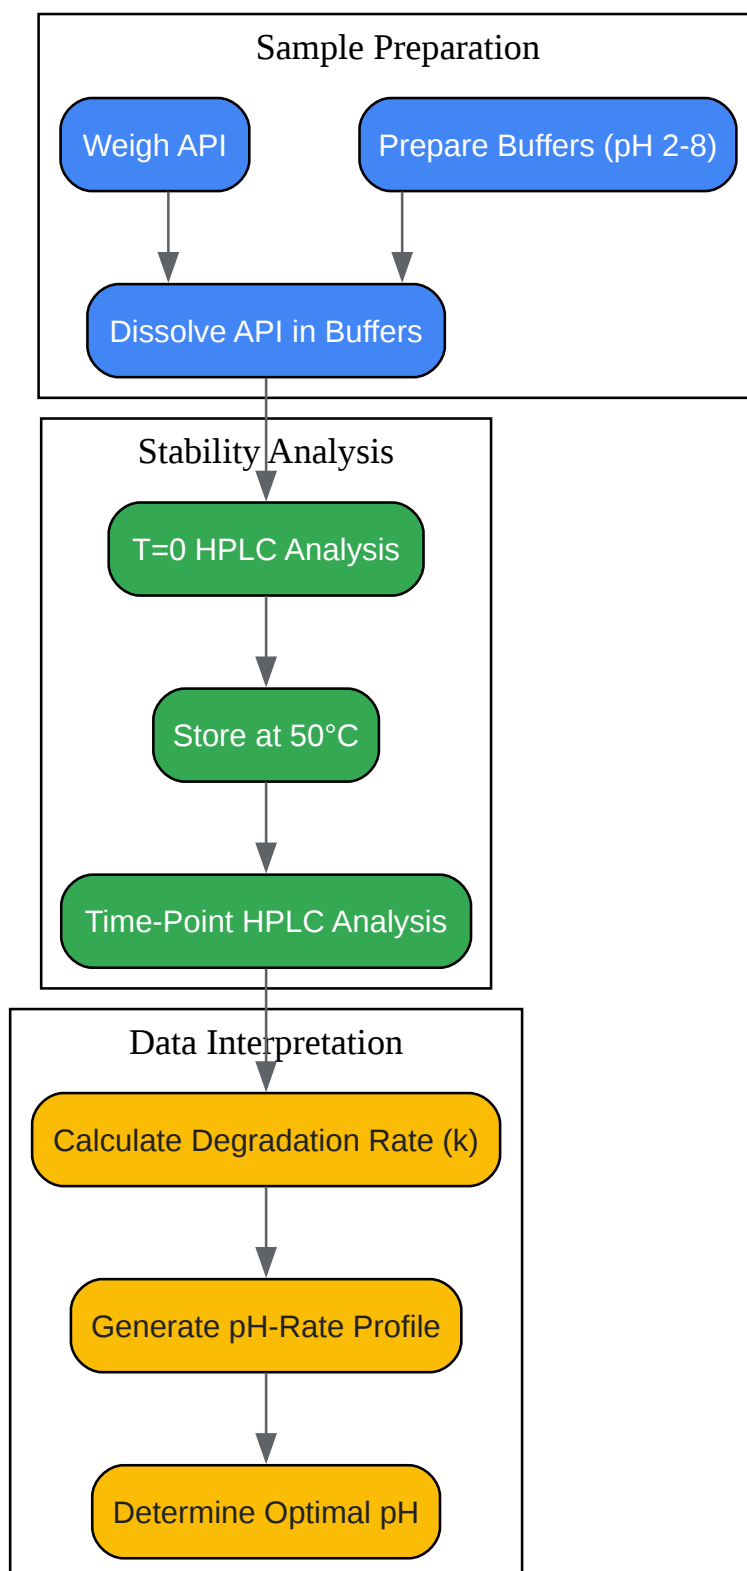 Sample Preparation
Weigh API
Prepare Buffers (pH 2-8)
Dissolve API in Buffers
Stability Analysis
T=0 HPLC Analysis
Store at 50°C
Time-Point HPLC Analysis
Data Interpretation
Calculate Degradation Rate (k)
Generate pH-Rate Profile
Determine Optimal pH